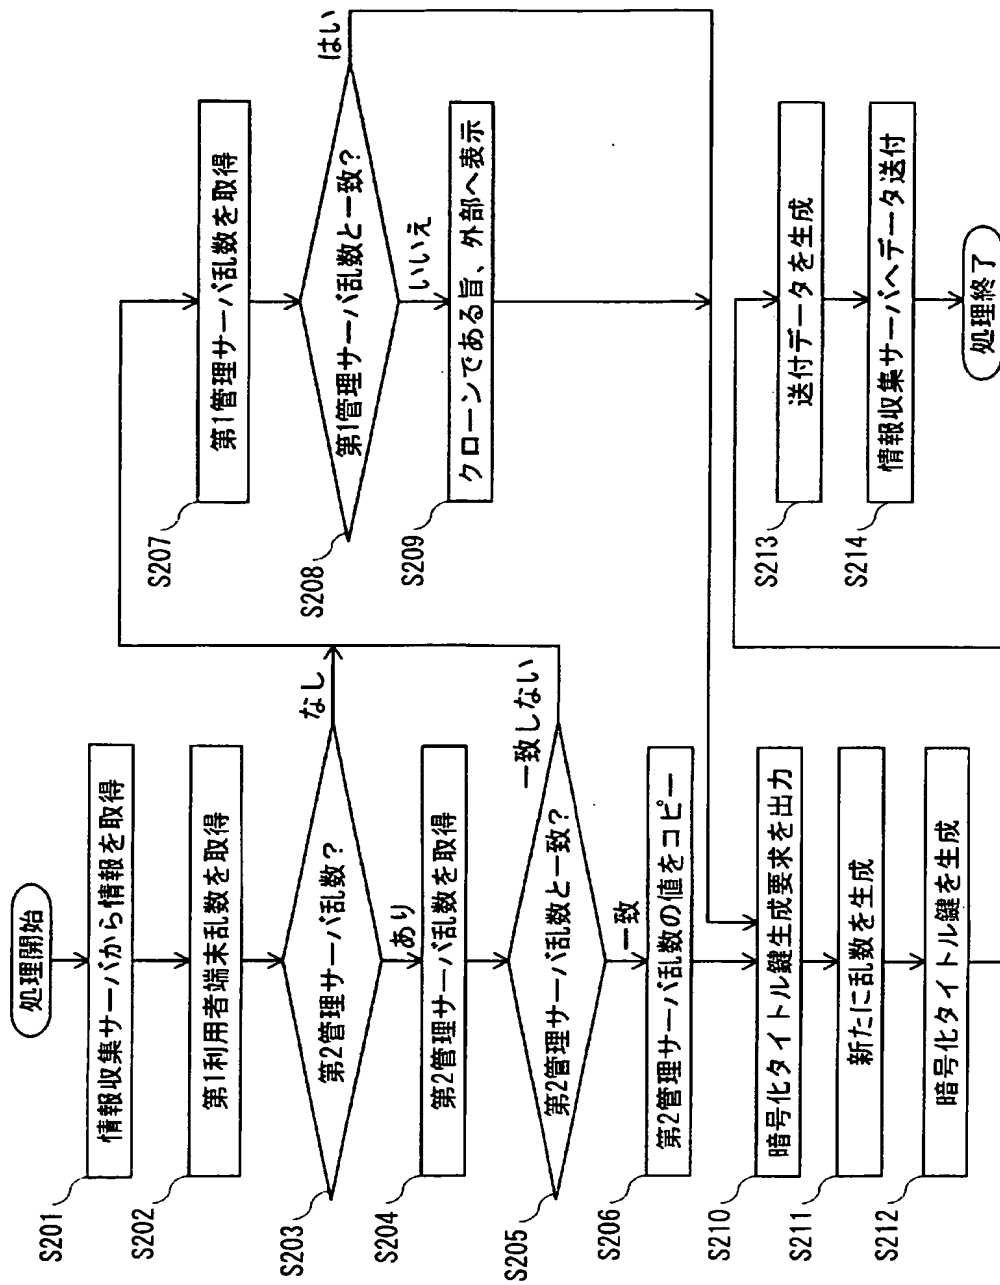 処理開始
S201
情報収集サーバから情報を取得
S202
第1利用者端末乱数を取得
S203
第2管理サーバ乱数?
なし
あり
S204
第2管理サーバ乱数を取得
S205
第2管理サーバ乱数と一致?
一致しない
一致
S206
第2管理サーバ乱数の値をコピー
S210
暗号化タイトル鍵生成要求を出力
S211
新たに乱数を生成
S212
暗号化タイトル鍵を生成
S207
第1管理サーバ乱数を取得
S208
第1管理サーバ乱数と一致?
はい
いいえ
S209
クローンである旨、外部へ表示
S213
送付データを生成
S214
情報収集サーバへデータ送付
処理終了